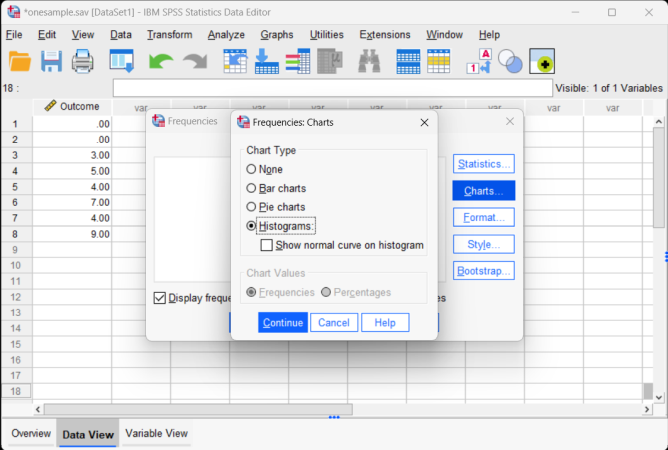 *onesample.sav [DataSet1] - IBM SPSS Statistics Data Editor
File Edit View Data Transform Analyze Graphs Utilities Extensions Window Help
1 A
18 :
Visible: 1 of 1 Variables
Outcome var var var var var var var var var
1 .00
2 .00
3 3.00
4 5.00
5 4.00
6 7.00
7 4.00
8 9.00
9
10
11
12
13
14
15
16
17
18
Frequencies
Statistics...
Charts...
Format...
Style...
Bootstrap...
Display freque
es
Frequencies: Charts
Chart Type
None
Bar charts
Pie charts
Histograms:
Show normal curve on histogram
Chart Values
Frequencies Percentages
Continue Cancel Help
Overview Data View Variable View